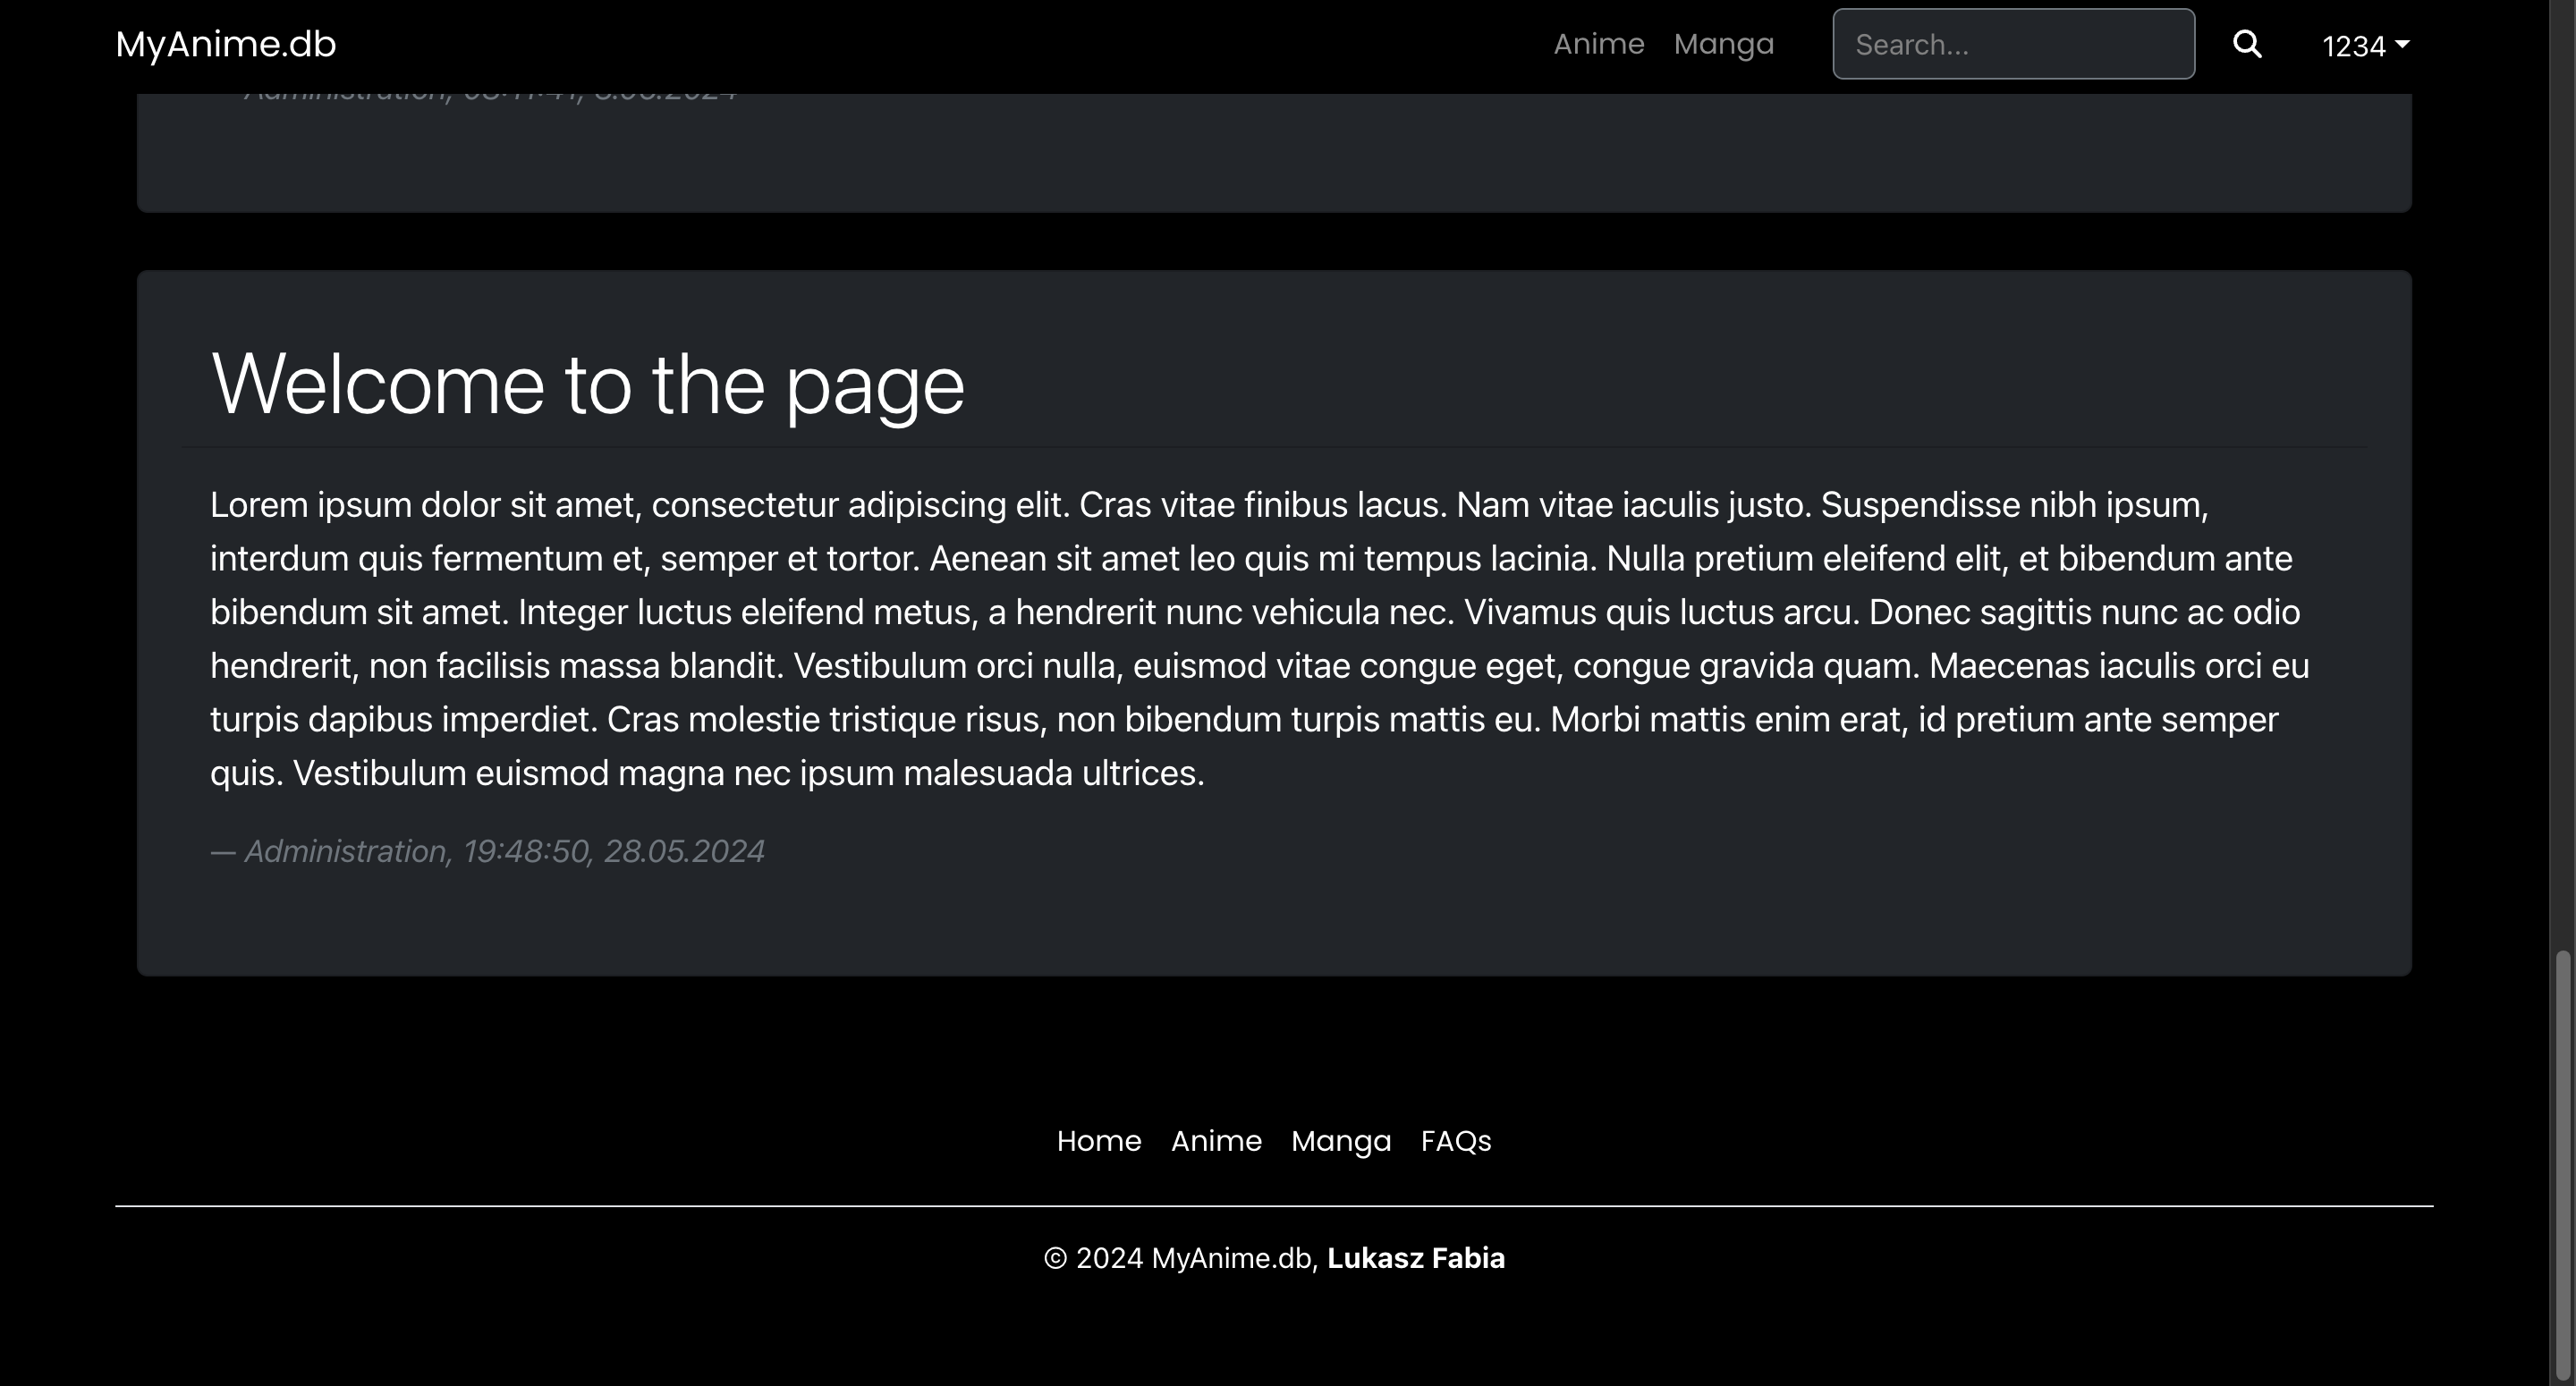 MyAnime.db Anime Manga Search... 1234
Administration,
Welcome to the page
Lorem ipsum dolor sit amet, consectetur adipiscing elit. Cras vitae finibus lacus. Nam vitae iaculis justo. Suspendisse nibh ipsum,
interdum quis fermentum et, semper et tortor. Aenean sit amet leo quis mi tempus lacinia. Nulla pretium eleifend elit, et bibendum ante
bibendum sit amet. Integer luctus eleifend metus, a hendrerit nunc vehicula nec. Vivamus quis luctus arcu. Donec sagittis nunc ac odio
hendrerit, non facilisis massa blandit. Vestibulum orci nulla, euismod vitae congue eget, congue gravida quam. Maecenas iaculis orci eu
turpis dapibus imperdiet. Cras molestie tristique risus, non bibendum turpis mattis eu. Morbi mattis enim erat, id pretium ante semper
quis. Vestibulum euismod magna nec ipsum malesuada ultrices.
— Administration, 19:48:50, 28.05.2024
Home Anime Manga FAQs
© 2024 MyAnime.db, Lukasz Fabia